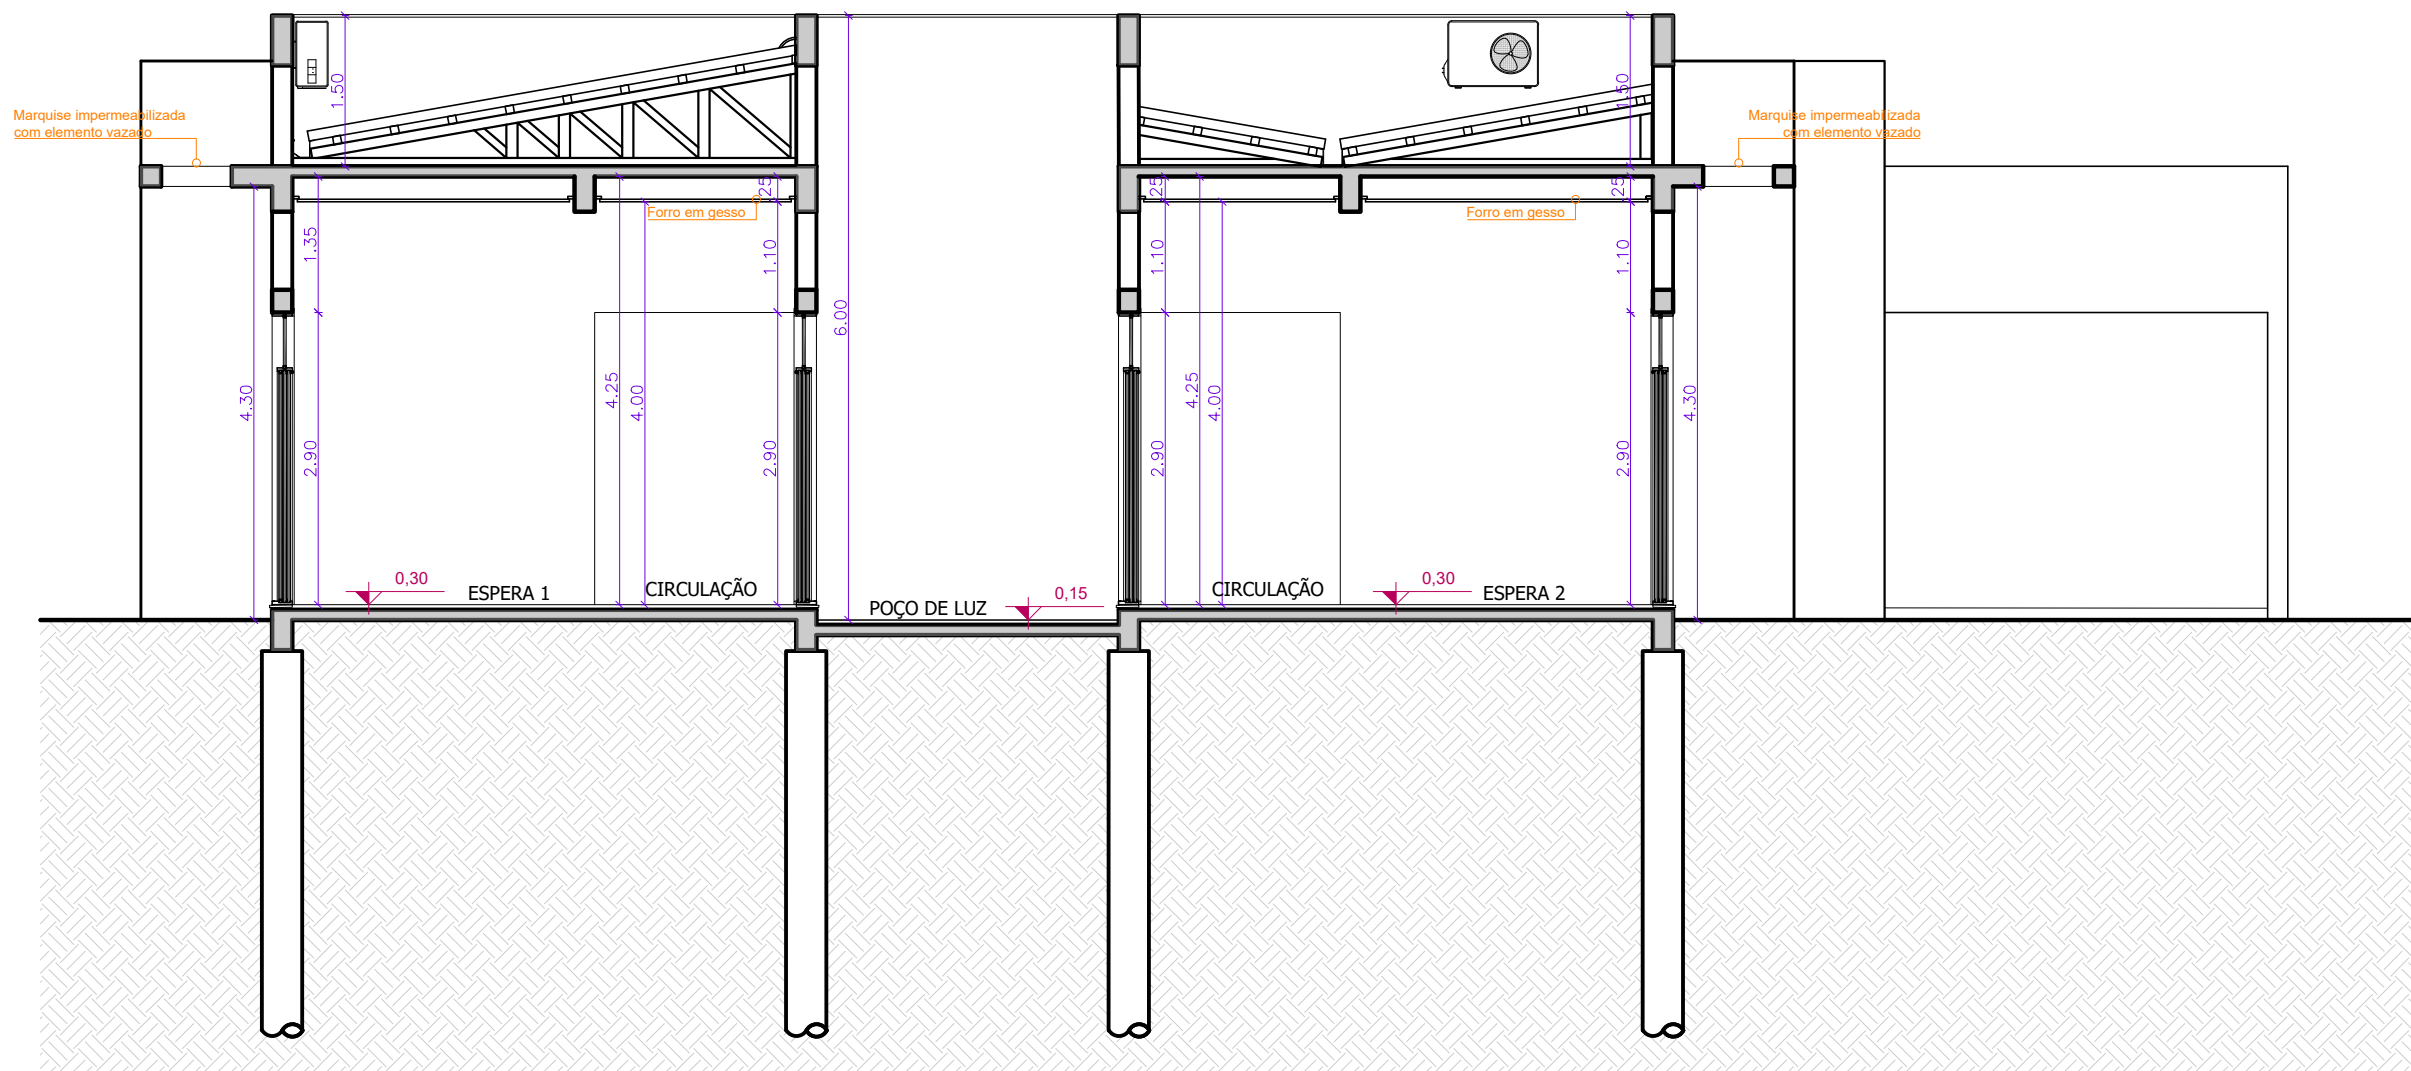 1.50
1.50
Marquise impermeabilizada
com elemento vazado
Marquise impermeabilizada
com elemento vazado
25
25
25
Forro em gesso
Forro em gesso
1.35
1.10
1.10
1.10
6.00
4.30
4.25
4.00
4.25
4.00
4.30
2.90
2.90
2.90
2.90
0,30
ESPERA 1
CIRCULAÇÃO
POÇO DE LUZ
0,15
CIRCULAÇÃO
0,30
ESPERA 2